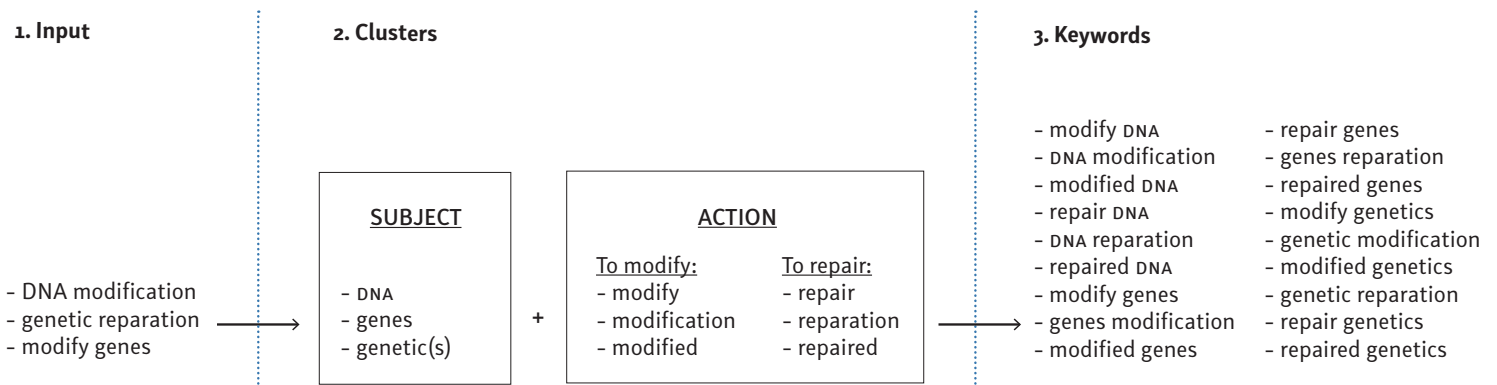 1. Input
2. Clusters
3. Keywords
- DNA modification
- genetic reparation
- modify genes
SUBJECT
- DNA
- genes
- genetic(s)
+
ACTION
To modify:
- modify
- modification
- modified
To repair:
- repair
- reparation
- repaired
- modify DNA
- DNA modification
- modified DNA
- repair DNA
- DNA reparation
- repaired DNA
- modify genes
- genes modification
- modified genes
- repair genes
- genes reparation
- repaired genes
- modify genetics
- genetic modification
- modified genetics
- genetic reparation
- repair genetics
- repaired genetics